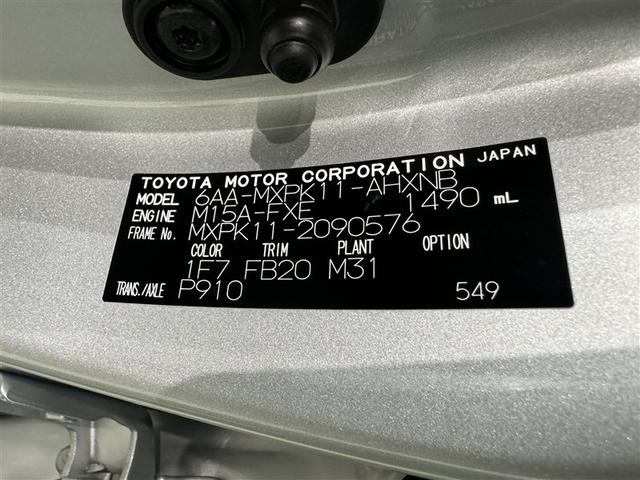 TOYOTA MOTOR CORPORATION JAPAN
MODEL 6AA-MXPK11-AHXNB
ENGINE M15A-FXE 1490 mL
FRAME No. MXPK11-2090576
COLOR TRIM PLANT OPTION
1F7 FB20 M31
TRANS./AXLE P910 549